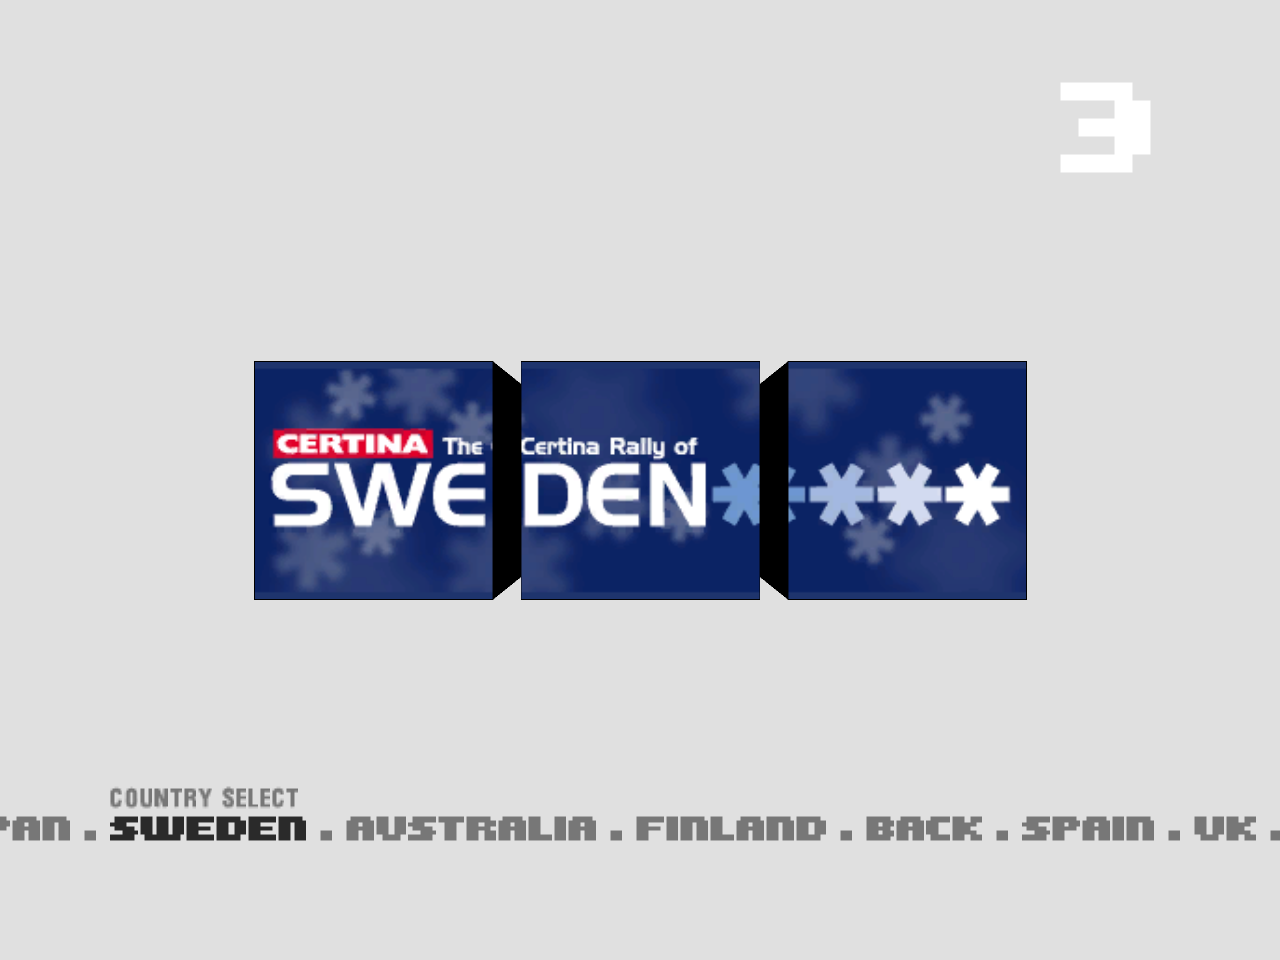 3
CERTINA The Certina Rally of
SWEDEN****
COUNTRY SELECT
PAN . SWEDEN . AUSTRALIA . FINLAND . BACK . SPAIN . UK .